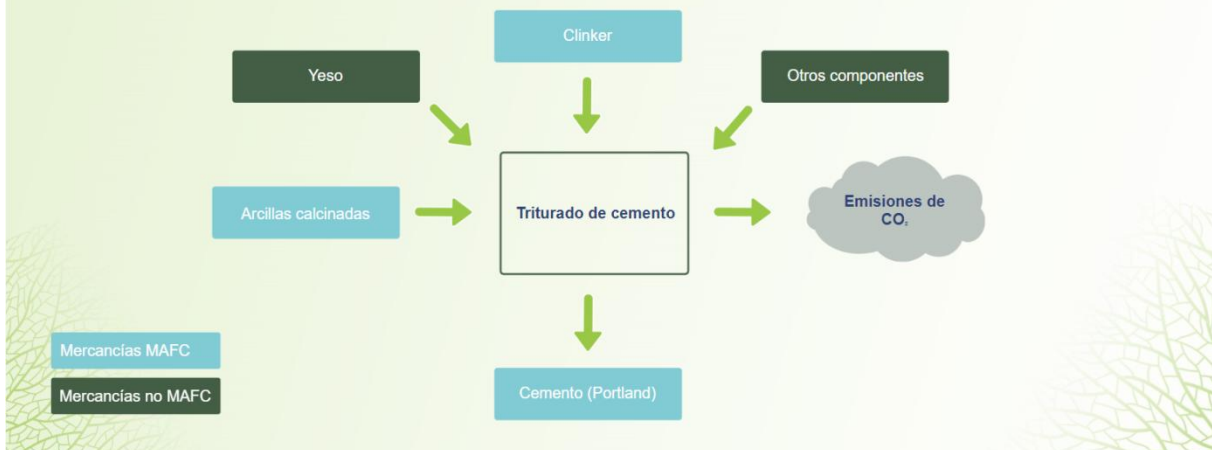 Clinker
Yeso
Otros componentes
Arcillas calcinadas
Triturado de cemento
Emisiones de
CO₂
Mercancías MAFC
Mercancías no MAFC
Cemento (Portland)